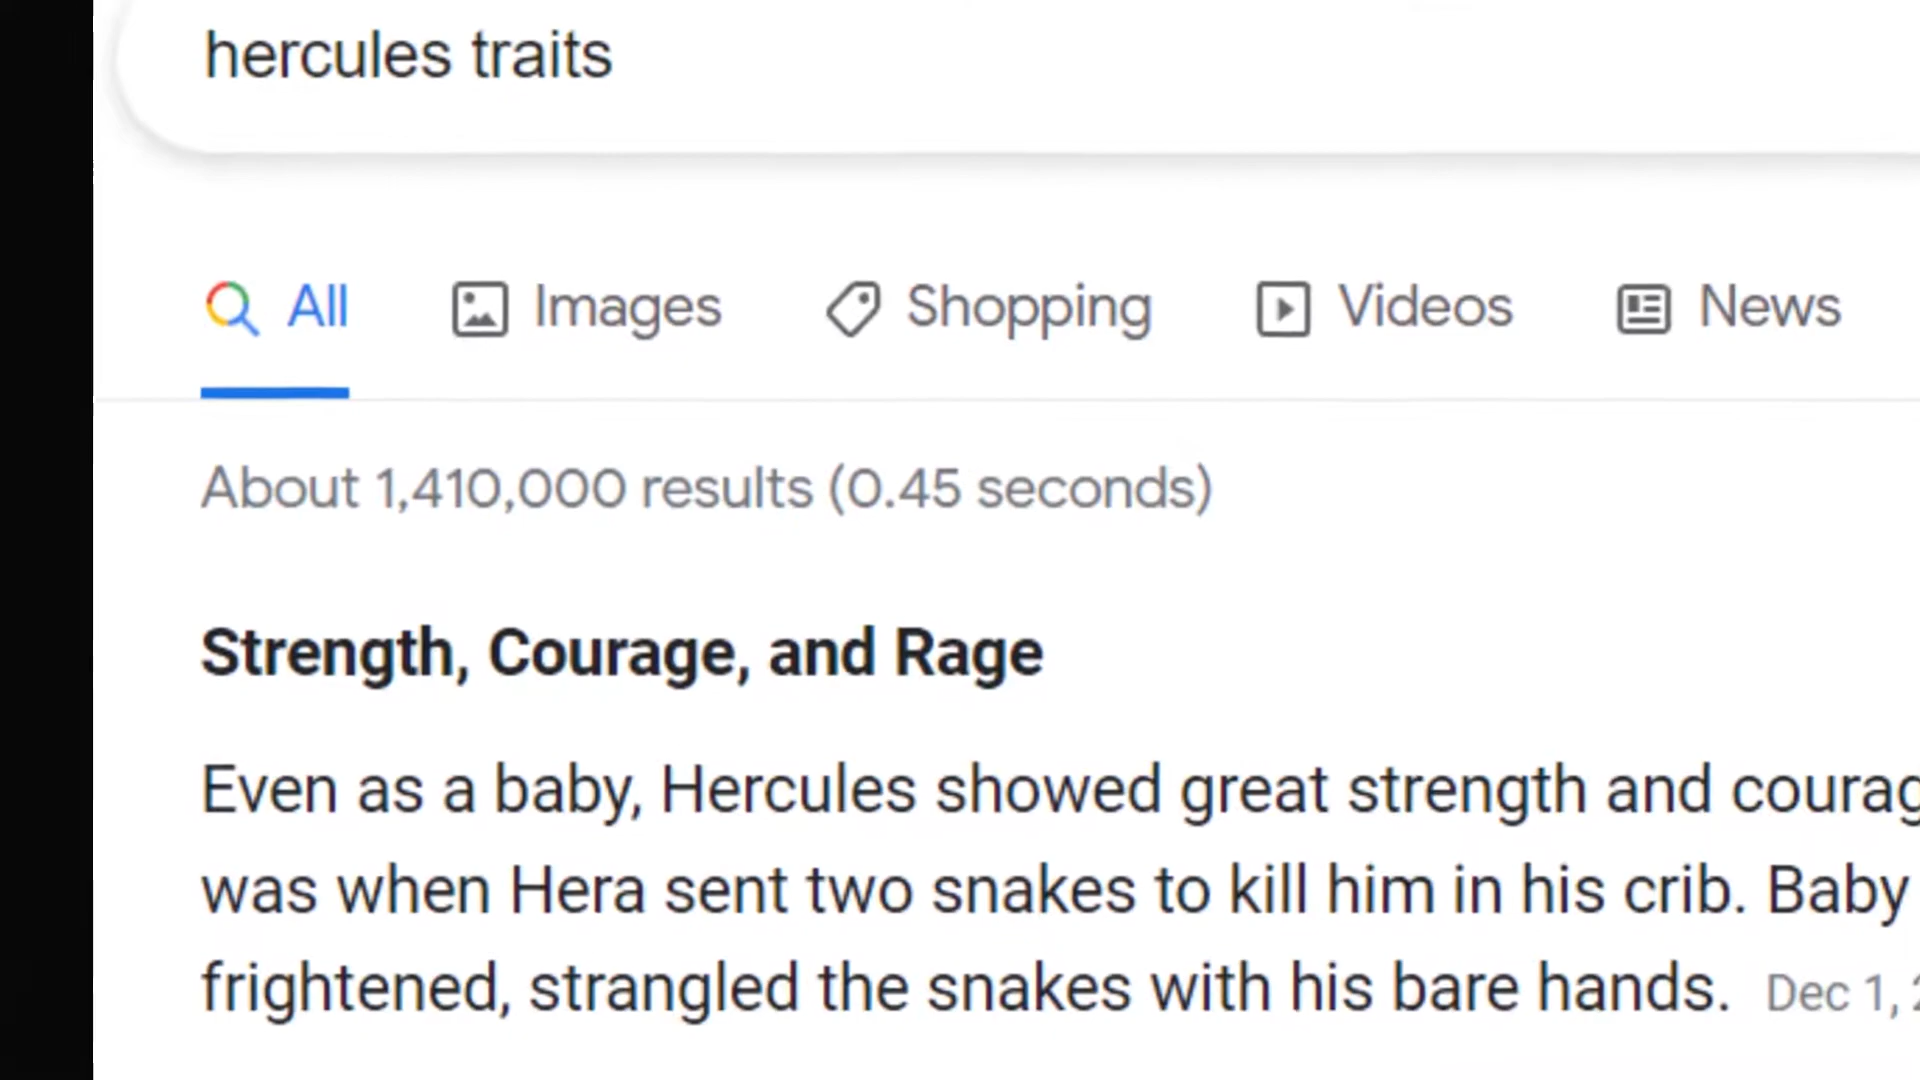 hercules traits
All Images Shopping Videos News
About 1,410,000 results (0.45 seconds)
Strength, Courage, and Rage
Even as a baby, Hercules showed great strength and courag
was when Hera sent two snakes to kill him in his crib. Baby
frightened, strangled the snakes with his bare hands. Dec 1, 2